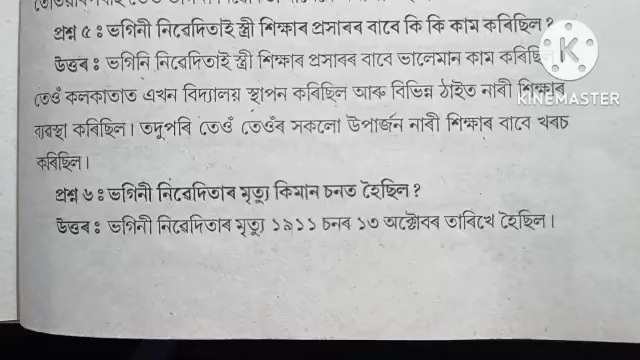 প্ৰশ্ন ৫ : ভগিনী নিৱেদিতাই স্ত্ৰী শিক্ষাৰ প্ৰসাৰৰ বাবে কি কি কাম কৰিছিল ?
উত্তৰ : ভগিনি নিৱেদিতাই স্ত্ৰী শিক্ষাৰ প্ৰসাৰৰ বাবে ভালেমান কাম
তেওঁ কলকাতাত এখন বিদ্যালয় স্থাপন কৰিছিল আৰু বিভিন্ন ঠাইত নাৰী শিক্ষাৰ
KINEMASTER
ব্যৱস্থা কৰিছিল। তদুপৰি তেওঁ তেওঁৰ সকলো উপাৰ্জন নাৰী শিক্ষাৰ বাবে খৰচ
কৰিছিল।
প্ৰশ্ন ৬ : ভগিনী নিৱেদিতাৰ মৃত্যু কিমান চনত হৈছিল ?
উত্তৰ : ভগিনী নিৱেদিতাৰ মৃত্যু ১৯১১ চনৰ ১৩ অক্টোবৰ তাৰিখে হৈছিল।